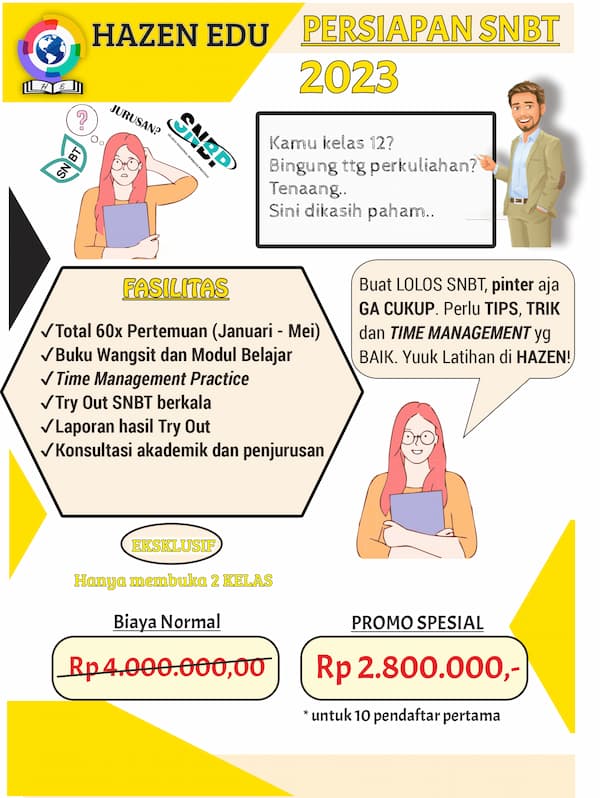 HAZEN EDU
PERSIAPAN SNBT
2023
H E
?
JURUSAN?
SNBT
SNBP
Kamu kelas 12?
Bingung ttg perkuliahan?
Tenaang..
Sini dikasih paham..
FASILITAS
✓Total 60x Pertemuan (Januari - Mei)
✓Buku Wangsit dan Modul Belajar
✓Time Management Practice
✓Try Out SNBT berkala
✓Laporan hasil Try Out
✓Konsultasi akademik dan penjurusan
Buat LOLOS SNBT, pinter aja
GA CUKUP. Perlu TIPS, TRIK
dan TIME MANAGEMENT yg
BAIK. Yuuk Latihan di HAZEN!
EKSKLUSIF
Hanya membuka 2 KELAS
Biaya Normal
Rp4.000.000,00
PROMO SPESIAL
Rp 2.800.000,-
* untuk 10 pendaftar pertama